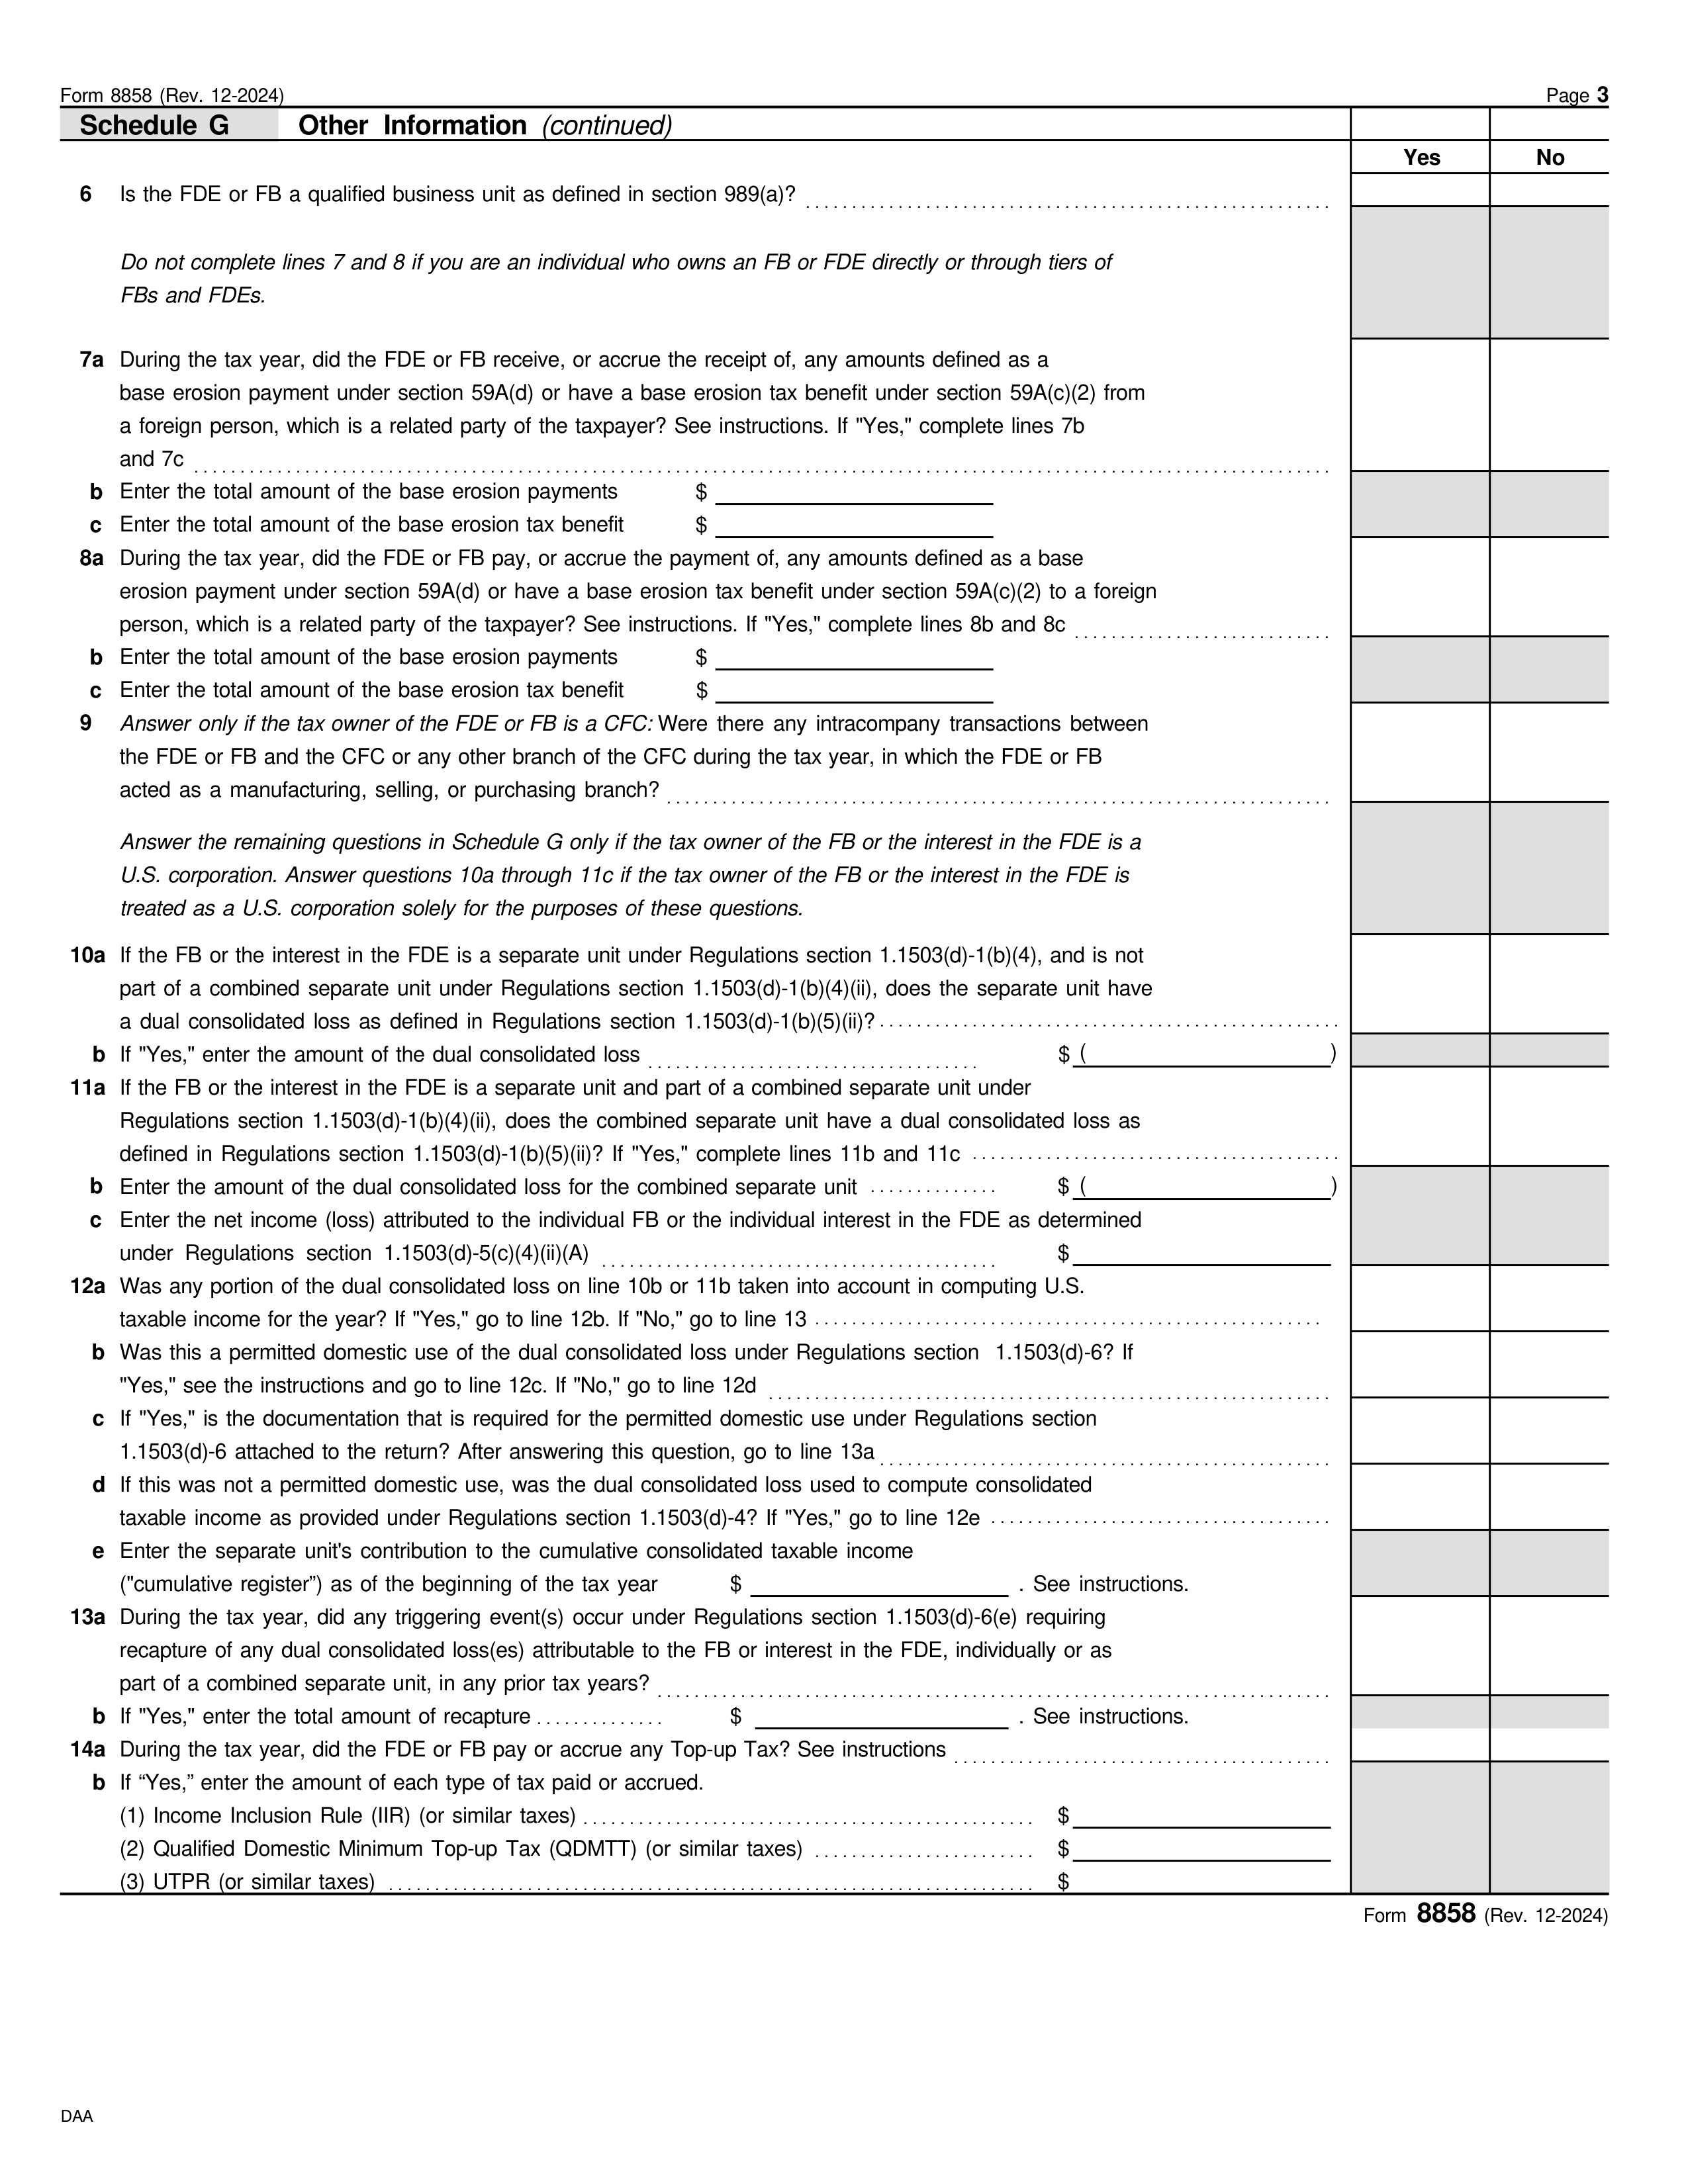 Form 8858 (Rev. 12-2024) Page 3
Schedule G Other Information (continued)
Yes No
6 Is the FDE or FB a qualified business unit as defined in section 989(a)?
Do not complete lines 7 and 8 if you are an individual who owns an FB or FDE directly or through tiers of
FBs and FDEs.
7a During the tax year, did the FDE or FB receive, or accrue the receipt of, any amounts defined as a
base erosion payment under section 59A(d) or have a base erosion tax benefit under section 59A(c)(2) from
a foreign person, which is a related party of the taxpayer? See instructions. If "Yes," complete lines 7b
and 7c
b Enter the total amount of the base erosion payments $
c Enter the total amount of the base erosion tax benefit $
8a During the tax year, did the FDE or FB pay, or accrue the payment of, any amounts defined as a base
erosion payment under section 59A(d) or have a base erosion tax benefit under section 59A(c)(2) to a foreign
person, which is a related party of the taxpayer? See instructions. If "Yes," complete lines 8b and 8c
b Enter the total amount of the base erosion payments $
c Enter the total amount of the base erosion tax benefit $
9 Answer only if the tax owner of the FDE or FB is a CFC: Were there any intracompany transactions between
the FDE or FB and the CFC or any other branch of the CFC during the tax year, in which the FDE or FB
acted as a manufacturing, selling, or purchasing branch?
Answer the remaining questions in Schedule G only if the tax owner of the FB or the interest in the FDE is a
U.S. corporation. Answer questions 10a through 11c if the tax owner of the FB or the interest in the FDE is
treated as a U.S. corporation solely for the purposes of these questions.
10a If the FB or the interest in the FDE is a separate unit under Regulations section 1.1503(d)-1(b)(4), and is not
part of a combined separate unit under Regulations section 1.1503(d)-1(b)(4)(ii), does the separate unit have
a dual consolidated loss as defined in Regulations section 1.1503(d)-1(b)(5)(ii)?
b If "Yes," enter the amount of the dual consolidated loss $ ( )
11a If the FB or the interest in the FDE is a separate unit and part of a combined separate unit under
Regulations section 1.1503(d)-1(b)(4)(ii), does the combined separate unit have a dual consolidated loss as
defined in Regulations section 1.1503(d)-1(b)(5)(ii)? If "Yes," complete lines 11b and 11c
b Enter the amount of the dual consolidated loss for the combined separate unit $ ( )
c Enter the net income (loss) attributed to the individual FB or the individual interest in the FDE as determined
under Regulations section 1.1503(d)-5(c)(4)(ii)(A) $
12a Was any portion of the dual consolidated loss on line 10b or 11b taken into account in computing U.S.
taxable income for the year? If "Yes," go to line 12b. If "No," go to line 13
b Was this a permitted domestic use of the dual consolidated loss under Regulations section 1.1503(d)-6? If
"Yes," see the instructions and go to line 12c. If "No," go to line 12d
c If "Yes," is the documentation that is required for the permitted domestic use under Regulations section
1.1503(d)-6 attached to the return? After answering this question, go to line 13a
d If this was not a permitted domestic use, was the dual consolidated loss used to compute consolidated
taxable income as provided under Regulations section 1.1503(d)-4? If "Yes," go to line 12e
e Enter the separate unit's contribution to the cumulative consolidated taxable income
("cumulative register”) as of the beginning of the tax year $ . See instructions.
13a During the tax year, did any triggering event(s) occur under Regulations section 1.1503(d)-6(e) requiring
recapture of any dual consolidated loss(es) attributable to the FB or interest in the FDE, individually or as
part of a combined separate unit, in any prior tax years?
b If "Yes," enter the total amount of recapture $ . See instructions.
14a During the tax year, did the FDE or FB pay or accrue any Top-up Tax? See instructions
b If “Yes,” enter the amount of each type of tax paid or accrued.
(1) Income Inclusion Rule (IIR) (or similar taxes) $
(2) Qualified Domestic Minimum Top-up Tax (QDMTT) (or similar taxes) $
(3) UTPR (or similar taxes) $
Form 8858 (Rev. 12-2024)
DAA